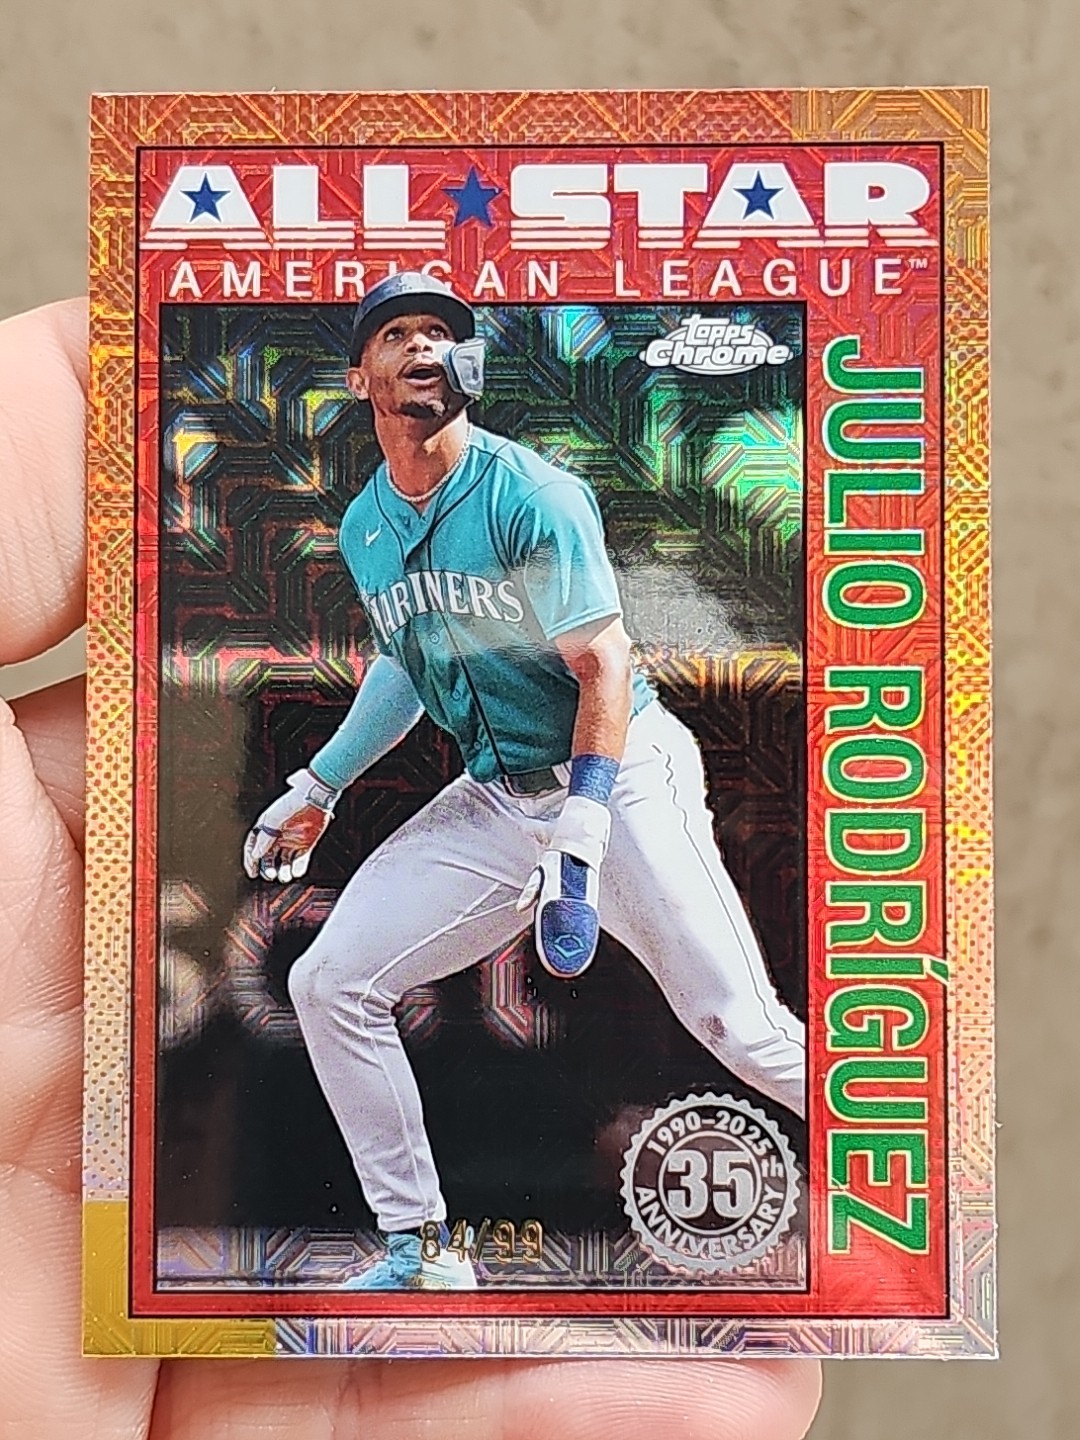 ALL★STAR
AMERICAN LEAGUE™
Topps
Chrome
JULIO RODRÍGUEZ
MARINERS
1990-2025
35th
ANNIVERSARY
84/99